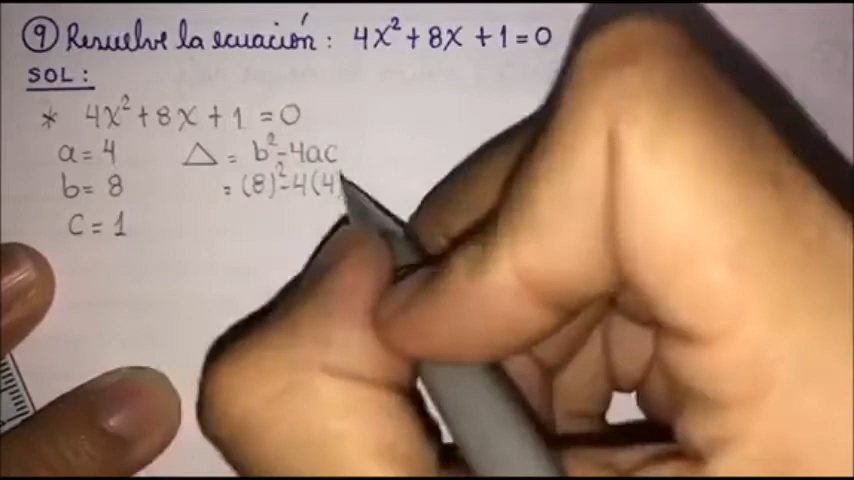 ⑨ Resuelve la ecuación: 4x² + 8x + 1 = 0
SOL:
* 4x² + 8x + 1 = 0
a = 4 △ = b² - 4ac
b = 8 = (8)² - 4(4)
c = 1